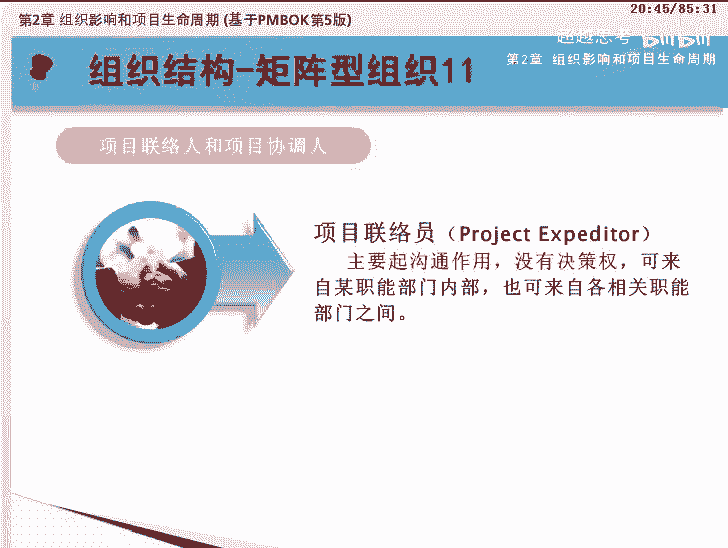 20:45/85:31
第2章 组织影响和项目生命周期 (基于PMBOK第5版)
超越思考 bilibili
第2章 组织影响和项目生命周期
组织结构-矩阵型组织11
项目联络人和项目协调人
项目联络员（Project Expeditor）
主要起沟通作用，没有决策权，可来
自某职能部门内部，也可来自各相关职能
部门之间。